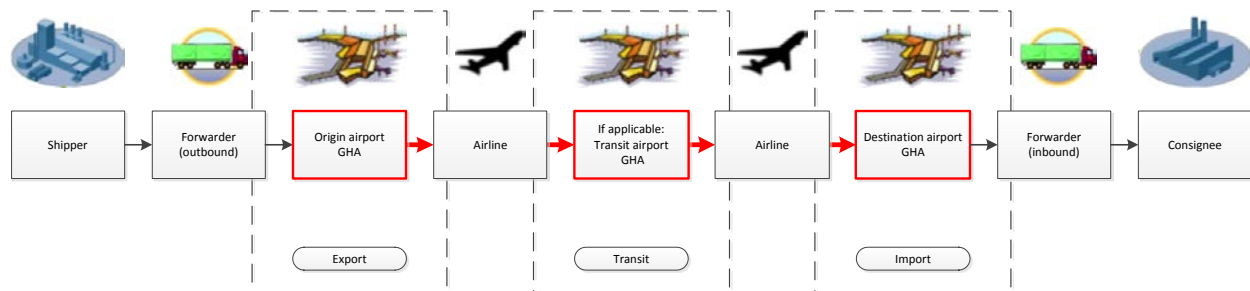 Shipper
Forwarder
(outbound)
Origin airport
GHA
Airline
If applicable:
Transit airport
GHA
Airline
Destination airport
GHA
Forwarder
(inbound)
Consignee
Export
Transit
Import